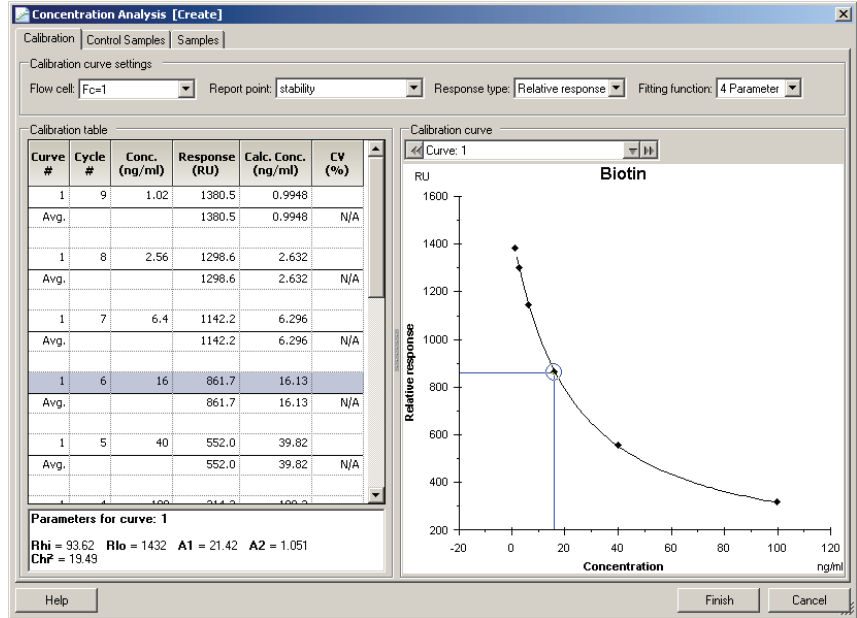 Concentration Analysis [Create]
Calibration Control Samples Samples
Calibration curve settings
Flow cell: Fc=1 Report point: stability Response type: Relative response Fitting function: 4 Parameter
Calibration table
Curve # Cycle # Conc. (ng/ml) Response (RU) Calc. Conc. (ng/ml) CV (%)
1 9 1.02 1380.5 0.9948
Avg. 1380.5 0.9948 N/A
1 8 2.56 1298.6 2.632
Avg. 1298.6 2.632 N/A
1 7 6.4 1142.2 6.296
Avg. 1142.2 6.296 N/A
1 6 16 861.7 16.13
Avg. 861.7 16.13 N/A
1 5 40 552.0 39.82
Avg. 552.0 39.82 N/A
Parameters for curve: 1
Rhi = 93.62 Rlo = 1432 A1 = 21.42 A2 = 1.051
Chi² = 19.49
Calibration curve
Curve: 1
RU
Biotin
1600
1400
1200
1000
800
600
400
200
Relative response
-20 0 20 40 60 80 100 120
Concentration ng/ml
Help Finish Cancel